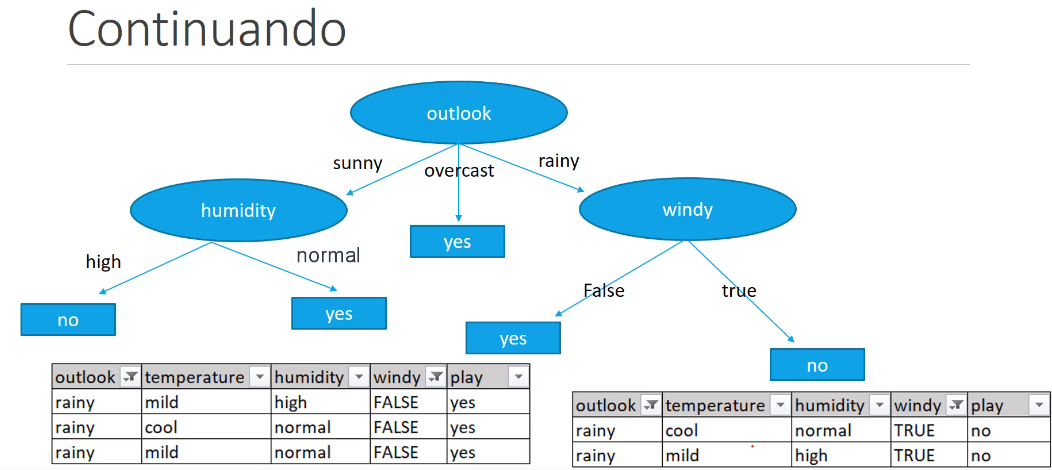 Continuando
outlook
sunny
overcast
rainy
humidity
windy
yes
high
normal
False
true
no
yes
yes
no
outlook temperature humidity windy play
rainy mild high FALSE yes
rainy cool normal FALSE yes
rainy mild normal FALSE yes
outlook temperature humidity windy play
rainy cool normal TRUE no
rainy mild high TRUE no